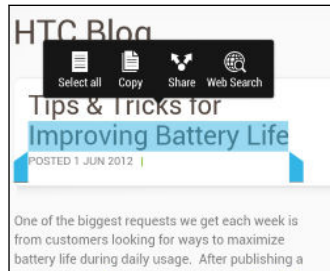 HTC Blog
Select all Copy Share Web Search
Tips & Tricks for
Improving Battery Life
POSTED 1 JUN 2012 |
One of the biggest requests we get each week is
from customers looking for ways to maximize
battery life during daily usage. After publishing a